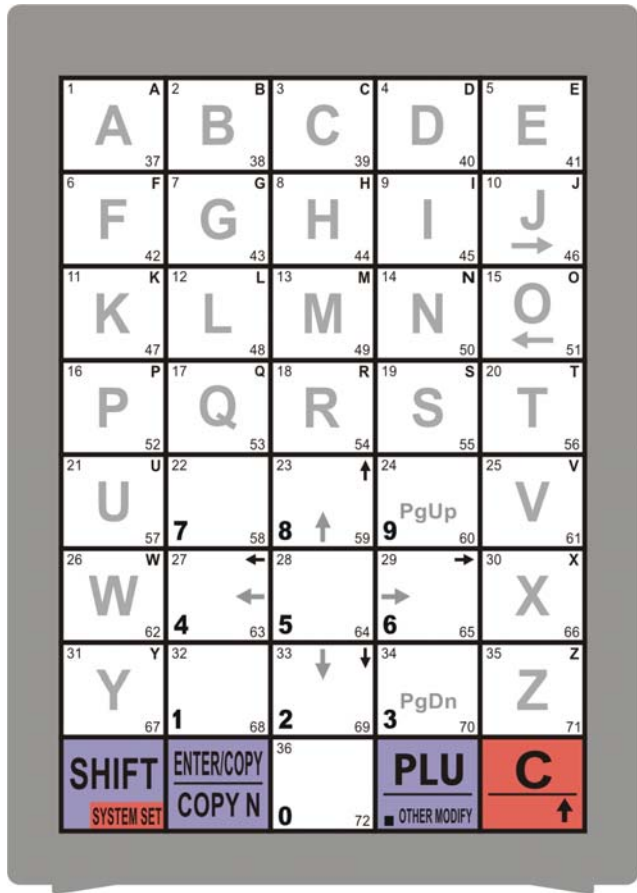 1 A 2 B 3 C 4 D 5 E
A B C D E
37 38 39 40 41
6 F 7 G 8 H 9 I 10 J
F G H I J
→
42 43 44 45 46
11 K 12 L 13 M 14 N 15 O
K L M N O
←
47 48 49 50 51
16 P 17 Q 18 R 19 S 20 T
P Q R S T
52 53 54 55 56
21 U 22 23 ↑ 24 25 V
U PgUp V
57 7 58 8 ↑ 59 9 60 61
26 W 27 ← 28 29 → 30 X
W ← → X
62 4 63 5 64 6 65 66
31 Y 32 33 ↓ ↓ 34 35 Z
Y PgDn Z
67 1 68 2 69 3 70 71
SHIFT ENTER/COPY 36 PLU C
SYSTEM SET COPY N 0 72 . OTHER MODIFY ↑